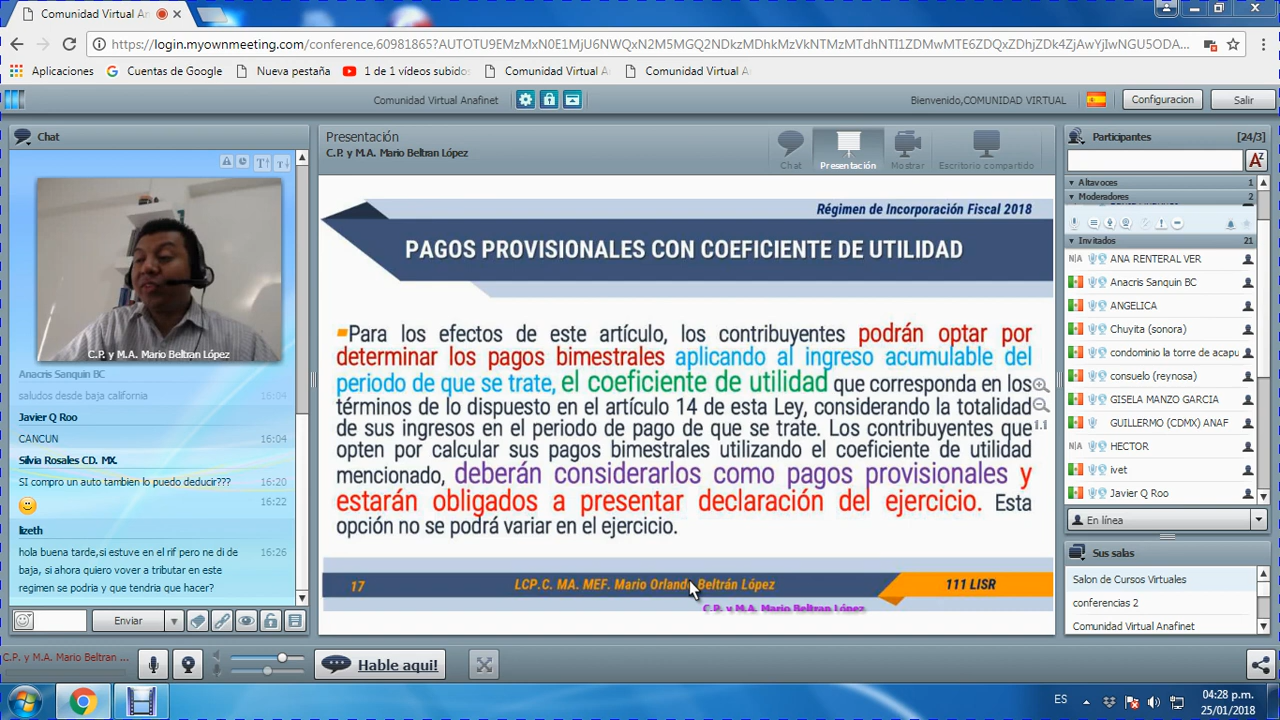 Comunidad Virtual Anaf
https://login.myownmeeting.com/conference,60981865?
Aplicaciones
Cuentas de Google
Nueva pestaña
1 de 1 vídeos subidos
Comunidad Virtual A
Comunidad Virtual A
Comunidad Virtual Anafinet
Bienvenido,COMUNIDAD VIRTUAL
Configuracion
Salir
Chat
C.P. y M.A. Mario Beltran López
Anacris Sanquin BC
saludos desde baja california 16:04
Javier Q Roo
CANCUN 16:04
Silvia Rosales CD. MX.
SI compro un auto tambien lo puedo deducir??? 16:20
16:22
lizeth
hola buena tarde,si estuve en el rif pero ne di de 16:26
baja, si ahora quiero vover a tributar en este
regimen se podria y que tendria que hacer?
Enviar
C.P. y M.A. Mario Beltran ...
Hable aqui!
Presentación
C.P. y M.A. Mario Beltran López
Chat
Presentación
Mostrar
Escritorio compartido
Régimen de Incorporación Fiscal 2018
PAGOS PROVISIONALES CON COEFICIENTE DE UTILIDAD
Para los efectos de este artículo, los contribuyentes podrán optar por
determinar los pagos bimestrales aplicando al ingreso acumulable del
periodo de que se trate, el coeficiente de utilidad que corresponda en los
términos de lo dispuesto en el artículo 14 de esta Ley, considerando la totalidad
de sus ingresos en el periodo de pago de que se trate. Los contribuyentes que
opten por calcular sus pagos bimestrales utilizando el coeficiente de utilidad
mencionado, deberán considerarlos como pagos provisionales y
estarán obligados a presentar declaración del ejercicio. Esta
opción no se podrá variar en el ejercicio.
1.1
17
LCP.C. MA. MEF. Mario Orlando Beltrán López
111 LISR
C.P. y M.A. Mario Beltran López
Participantes [24/3]
AZ
Altavoces 1
Moderadores 2
Invitados 21
N/A ANA RENTERAL VER
Anacris Sanquin BC
ANGELICA
Chuyita (sonora)
condominio la torre de acapu
consuelo (reynosa)
GISELA MANZO GARCIA
GUILLERMO (CDMX) ANAF
N/A HECTOR
ivet
Javier Q Roo
En línea
Sus salas
Salon de Cursos Virtuales
conferencias 2
Comunidad Virtual Anafinet
ES
04:28 p.m.
25/01/2018